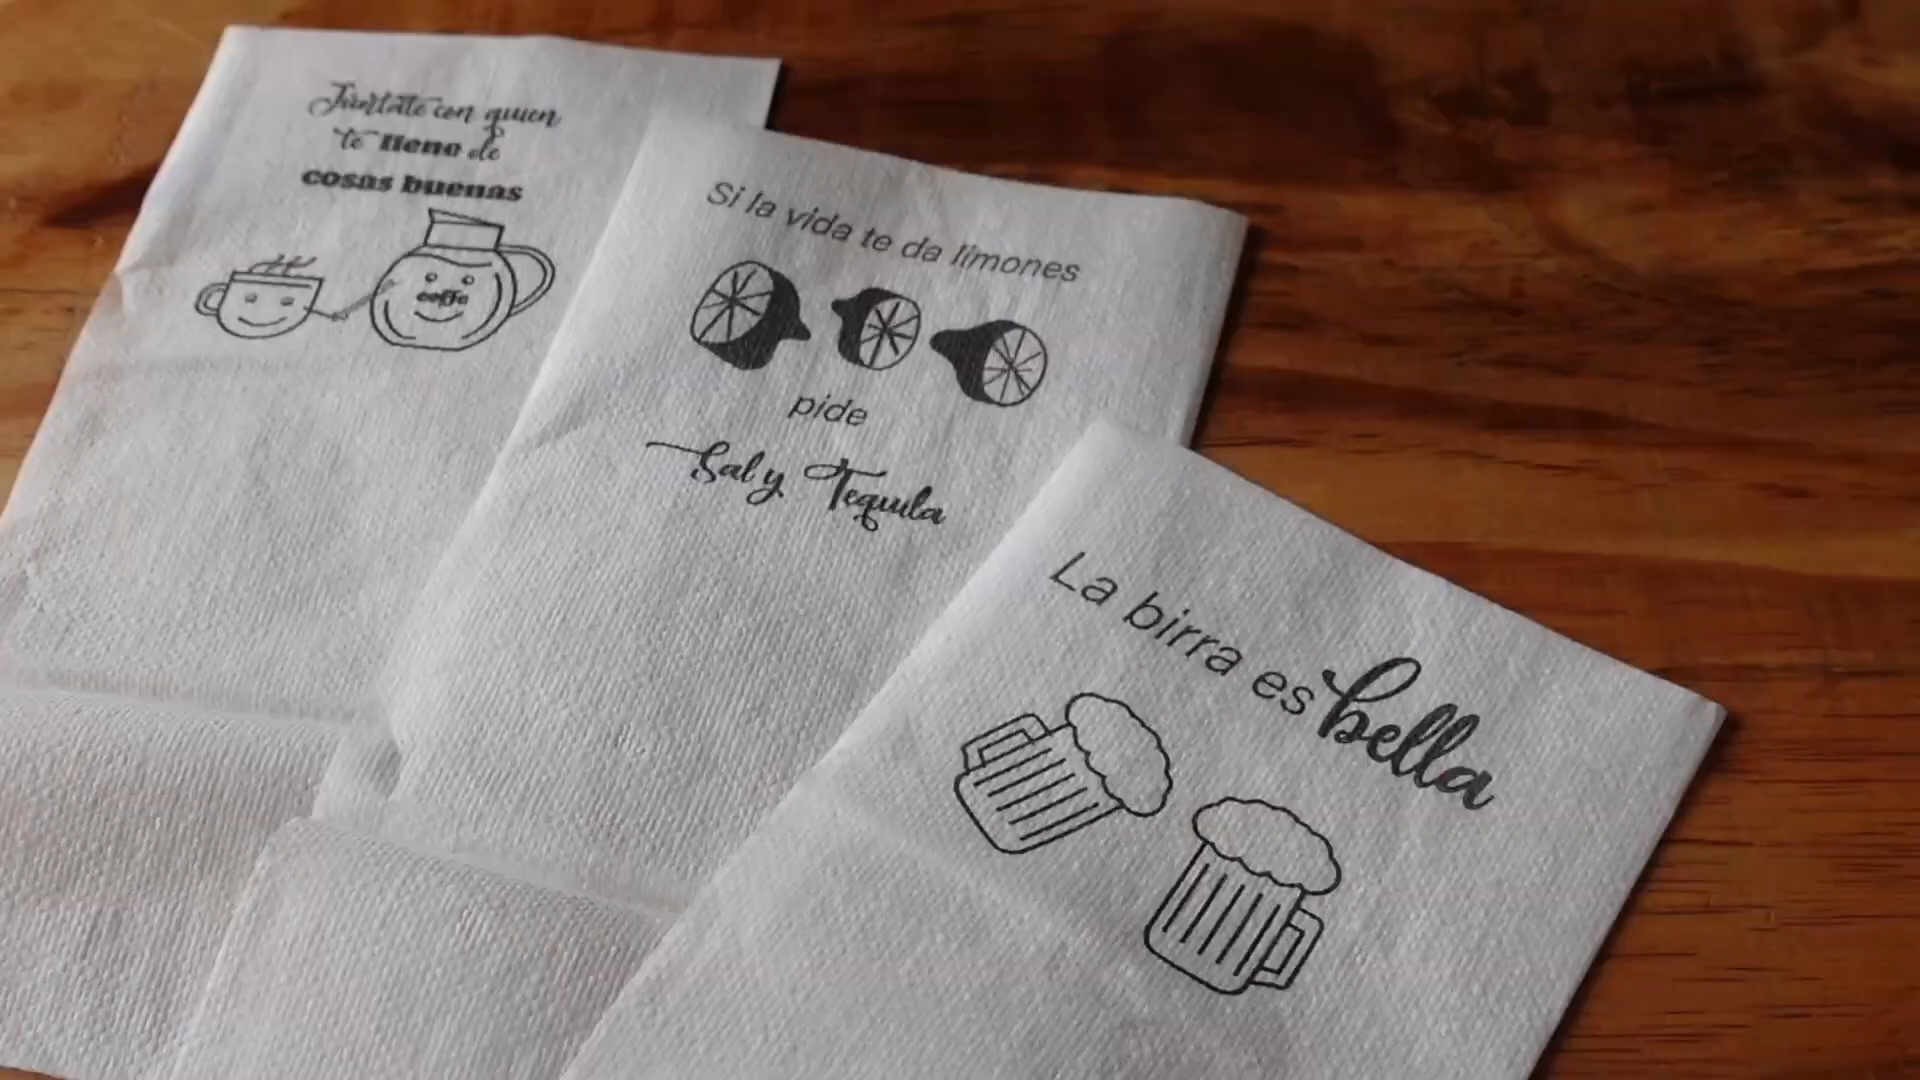 Júntate con quien
te llene de
cosas buenas
coffe
Si la vida te da limones
pide
Sal y Tequila
La birra es bella